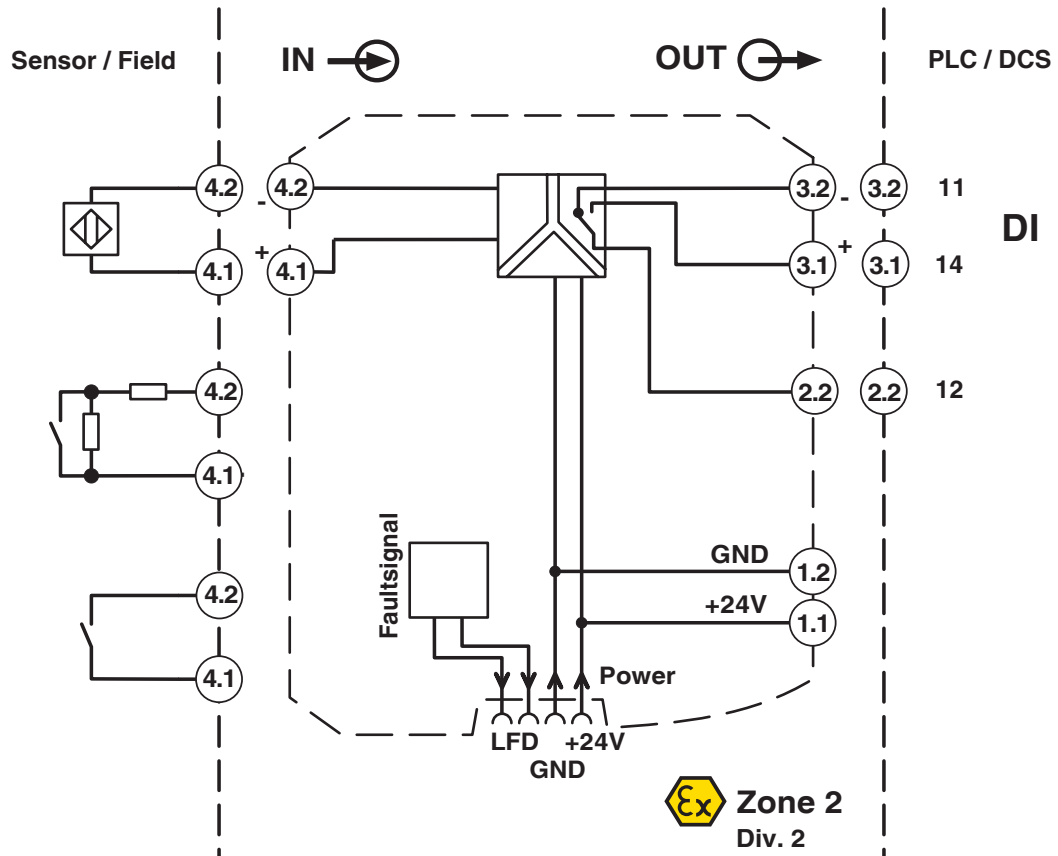 Sensor / Field
IN
OUT
PLC / DCS
4.2
4.2
-
3.2
-
3.2
11
DI
4.1
+
4.1
3.1
+
3.1
14
4.2
2.2
2.2
12
4.1
Faultsignal
GND
1.2
4.2
+24V
1.1
4.1
Power
LFD
+24V
GND
Ex
Zone 2
Div. 2